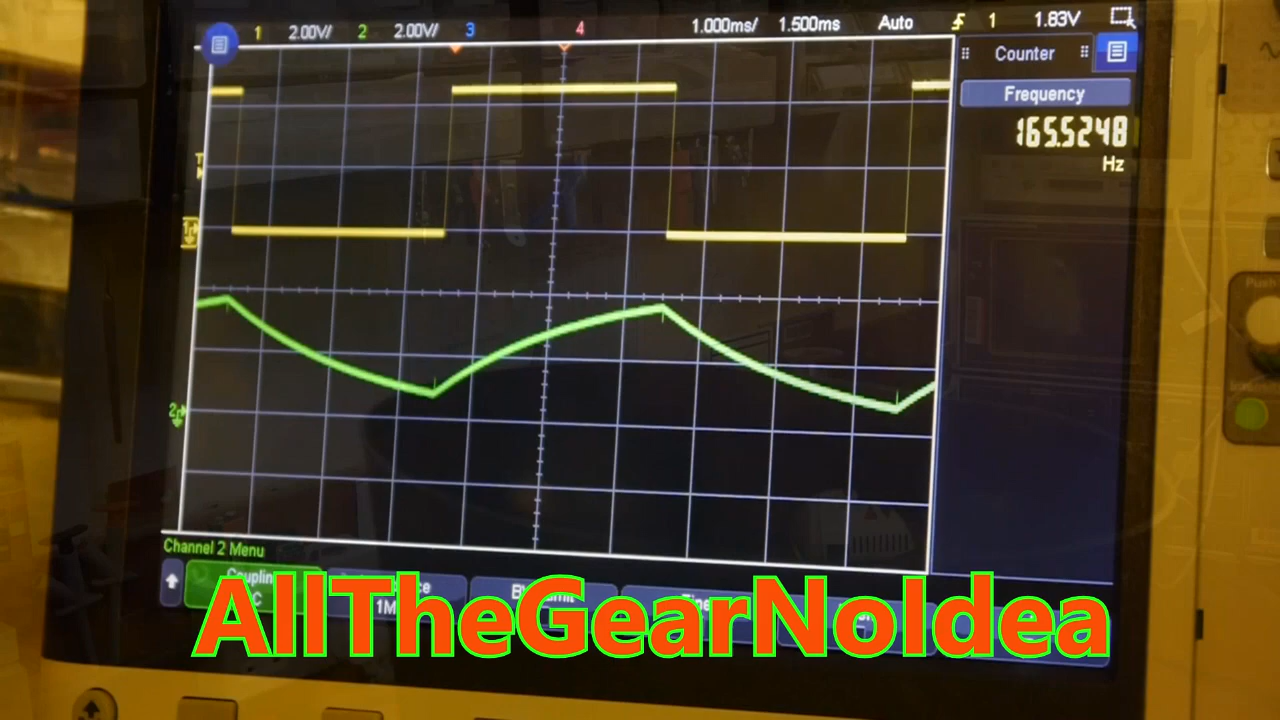 1 2.00V/ 2 2.00V/ 3 4 1.000ms/ 1.500ms Auto 1 1.83V
Counter
Frequency
165.5248
Hz
Channel 2 Menu
AllTheGearNoIdea